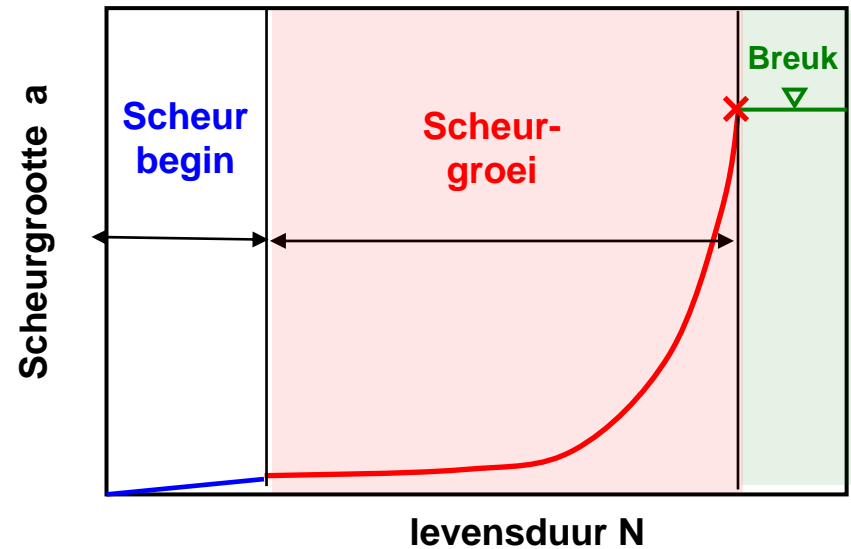 Scheurgrootte a
Scheur
begin
Scheur-
groei
Breuk
levensduur N